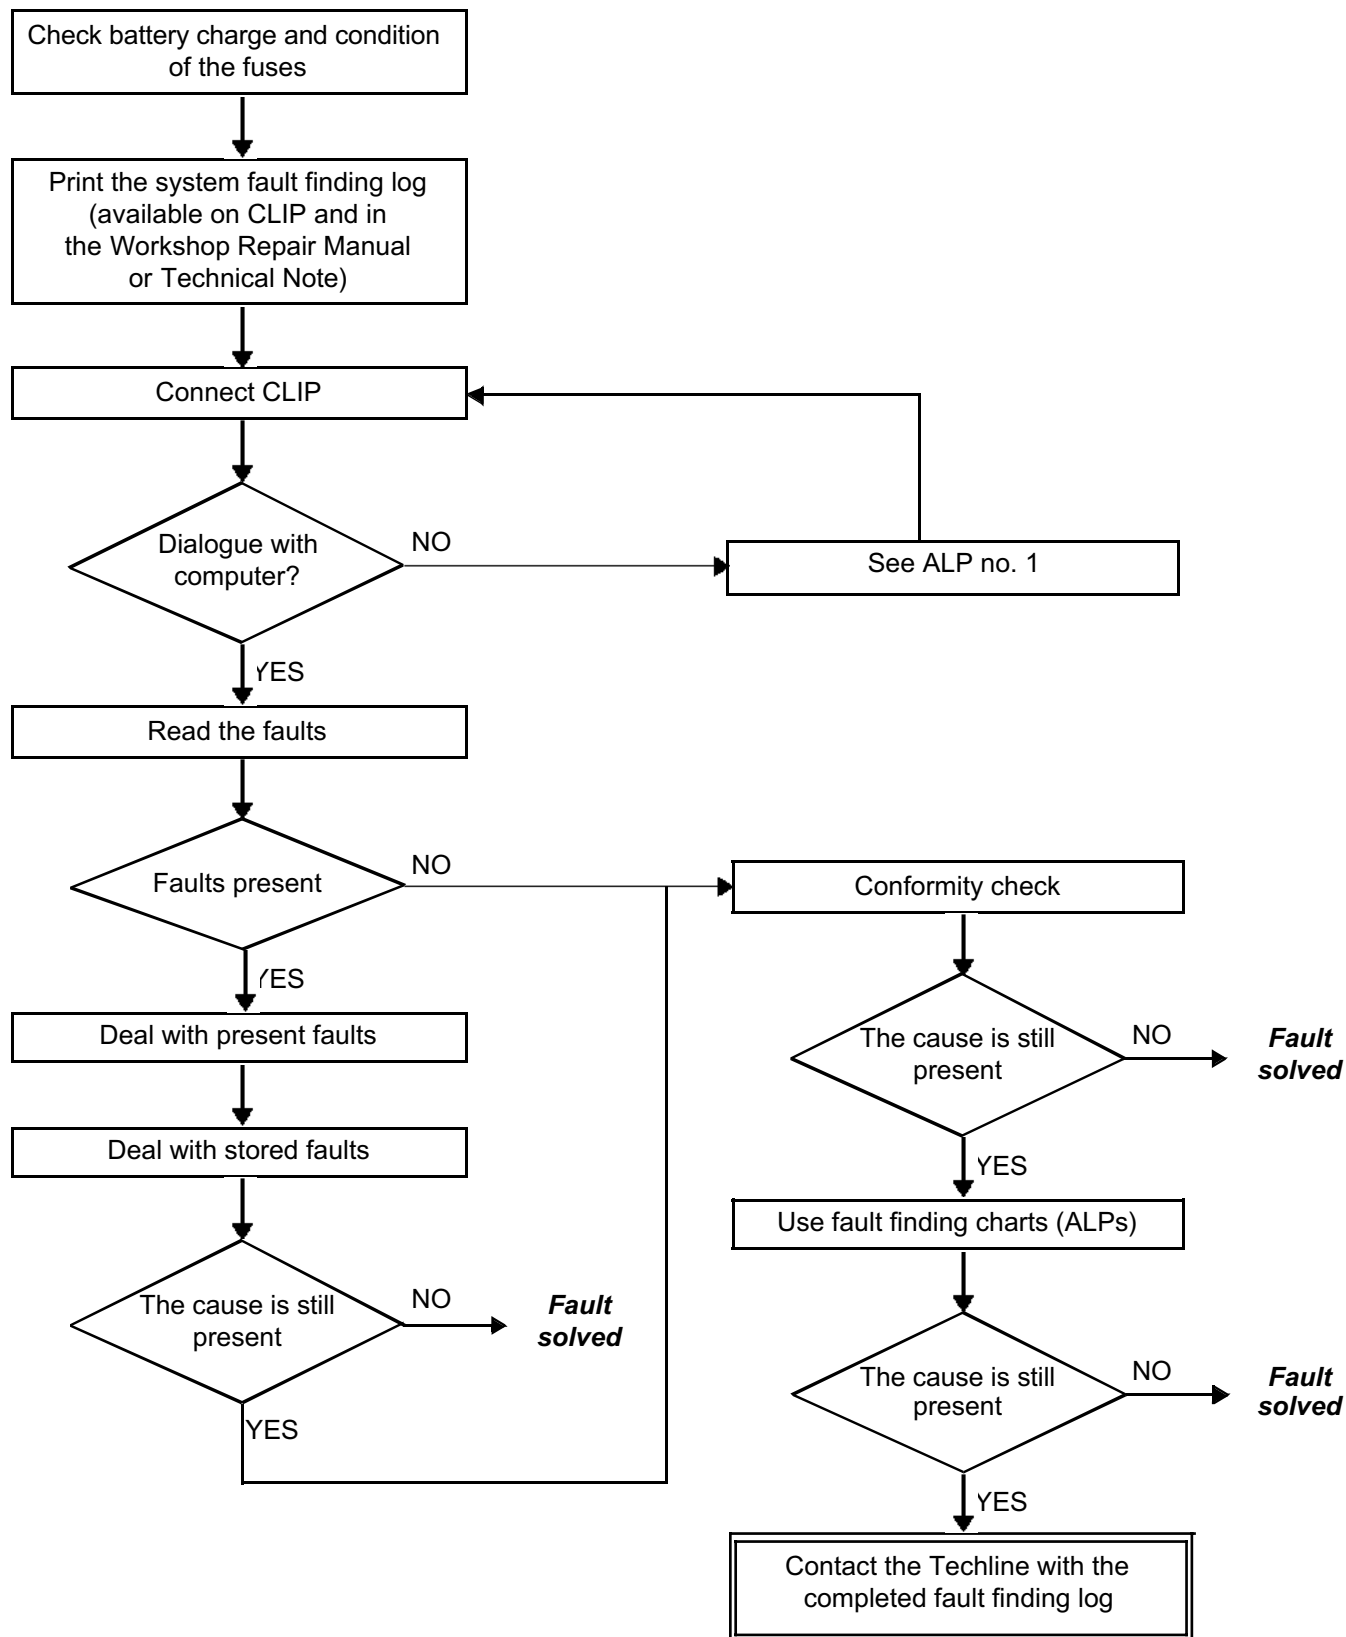 Check battery charge and condition
of the fuses
Print the system fault finding log
(available on CLIP and in
the Workshop Repair Manual
or Technical Note)
Connect CLIP
Dialogue with
computer?
NO
See ALP no. 1
YES
Read the faults
Faults present
NO
YES
Deal with present faults
Deal with stored faults
The cause is still
present
NO
Fault
solved
YES
Conformity check
The cause is still
present
NO
Fault
solved
YES
Use fault finding charts (ALPs)
The cause is still
present
NO
Fault
solved
YES
Contact the Techline with the
completed fault finding log